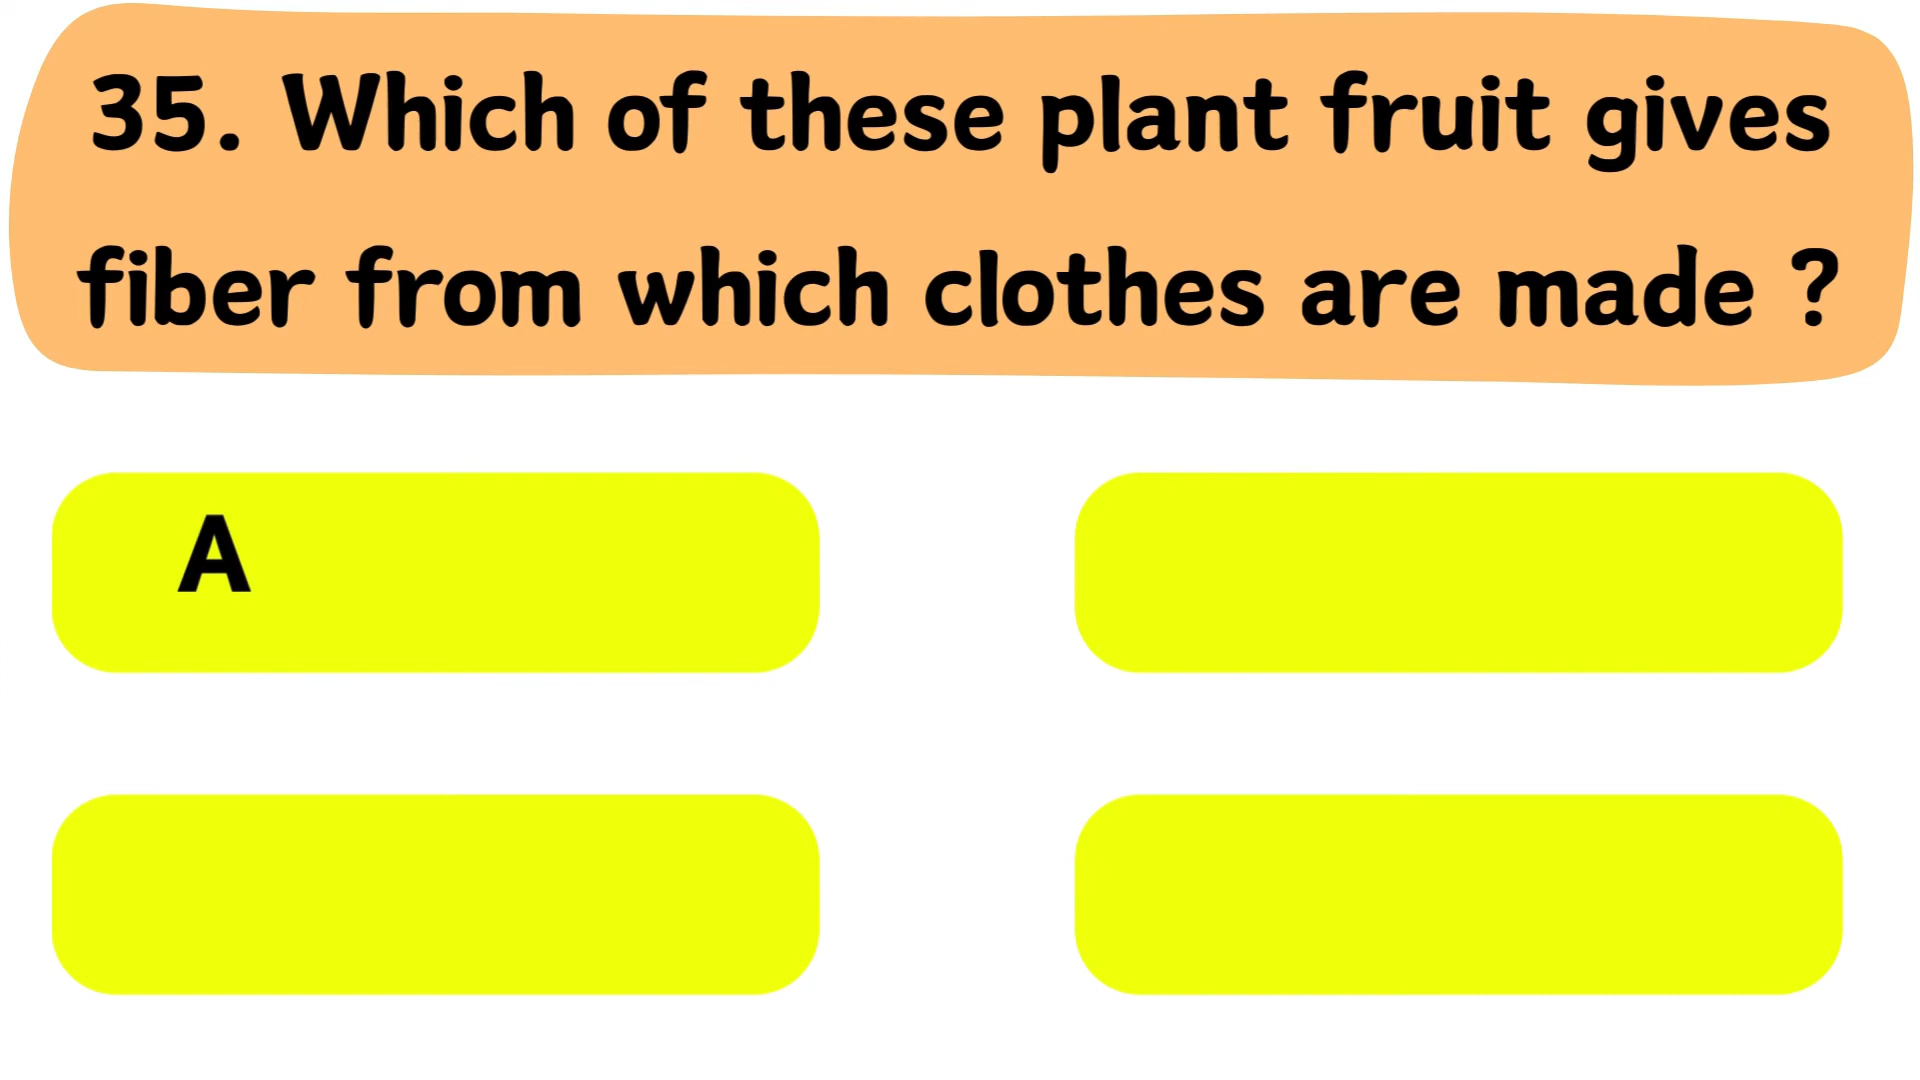 35. Which of these plant fruit gives
fiber from which clothes are made ?
A